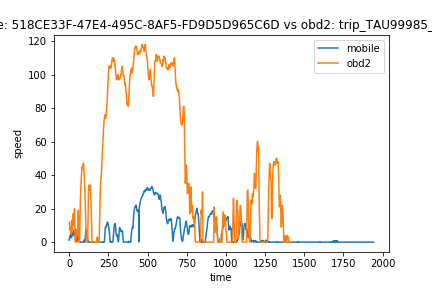 e: 518CE33F-47E4-495C-8AF5-FD9D5D965C6D vs obd2: trip_TAU99985_
mobile
obd2
speed
120
100
80
60
40
20
0
0 250 500 750 1000 1250 1500 1750 2000
time